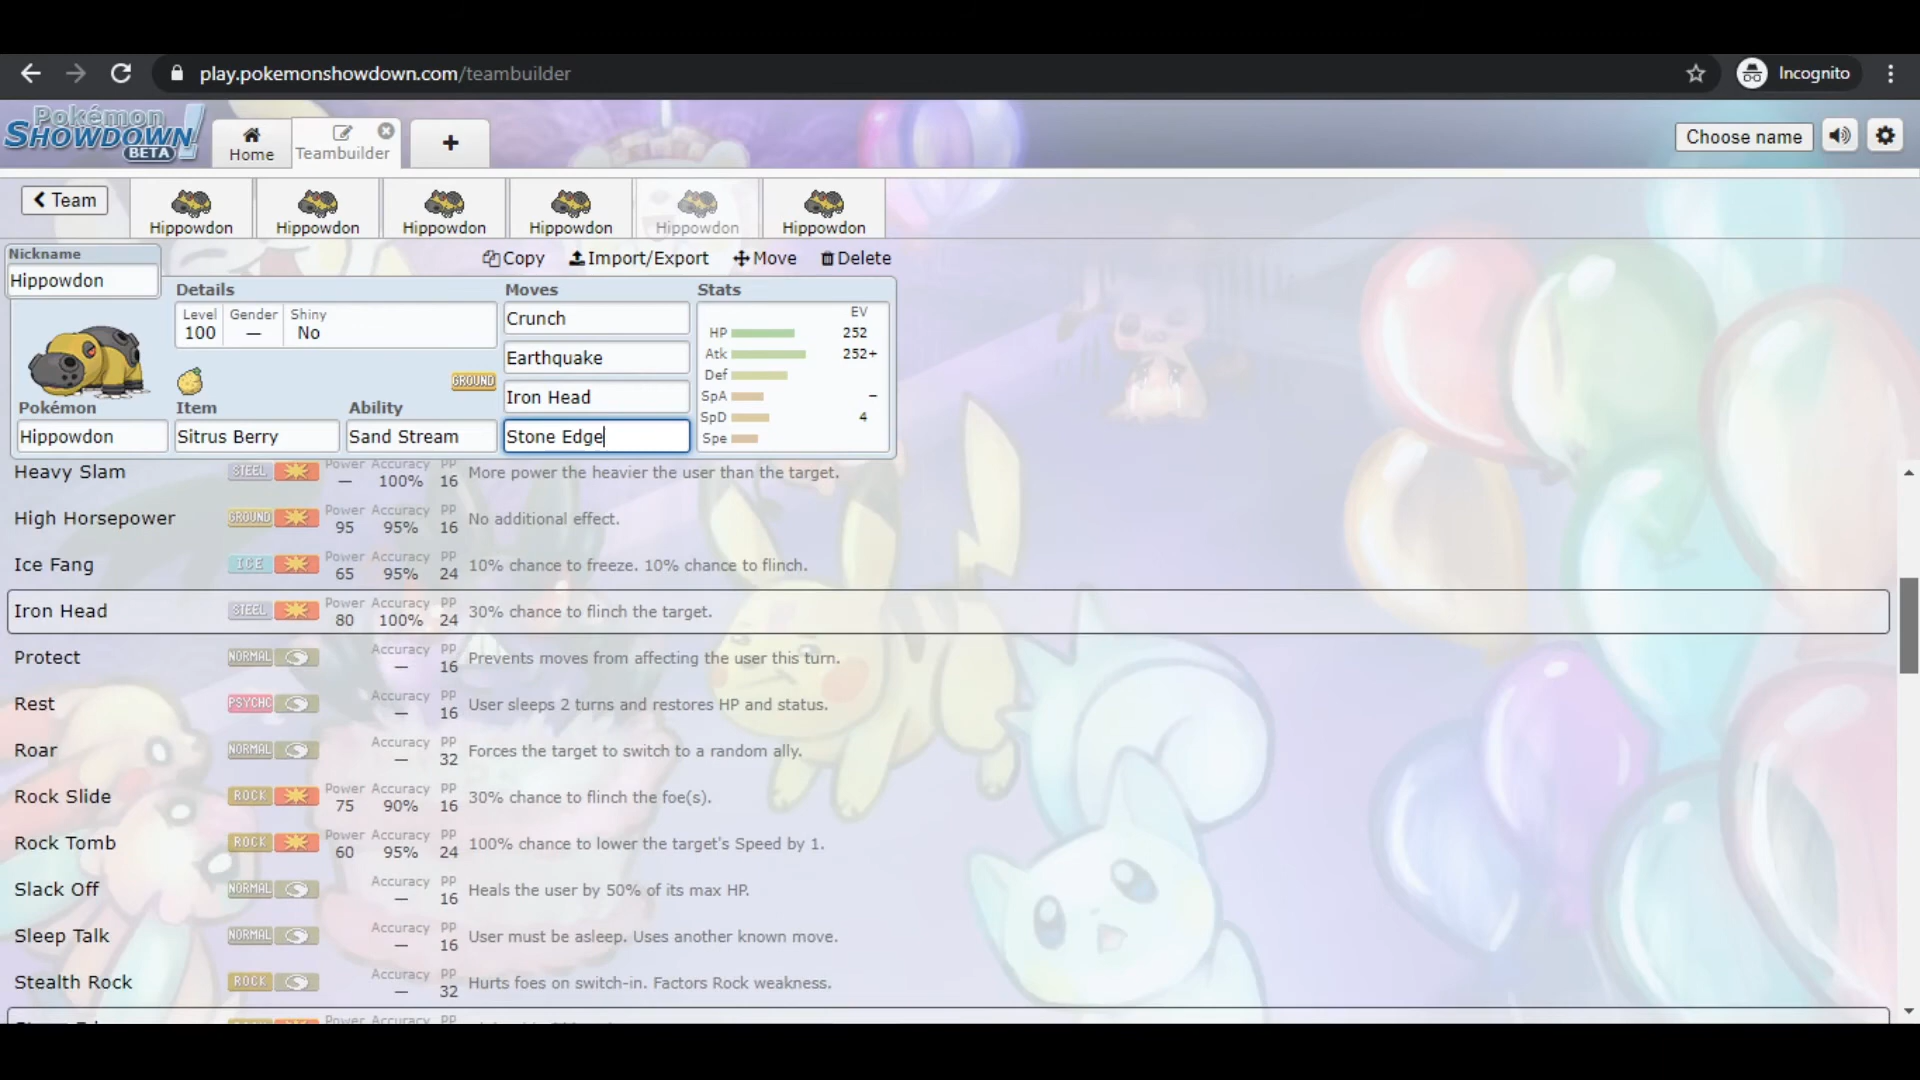 play.pokemonshowdown.com/teambuilder
Incognito
Pokémon
SHOWDOWN!
BETA
Home
Teambuilder
+
Choose name
Team
Hippowdon
Hippowdon
Hippowdon
Hippowdon
Hippowdon
Hippowdon
Nickname
Hippowdon
Copy
Import/Export
Move
Delete
Details
Level
100
Gender
—
Shiny
No
GROUND
Pokémon
Hippowdon
Item
Sitrus Berry
Ability
Sand Stream
Moves
Crunch
Earthquake
Iron Head
Stone Edge
Stats
EV
HP 252
Atk 252+
Def
SpA –
SpD 4
Spe
Heavy Slam STEEL Power — Accuracy 100% PP 16 More power the heavier the user than the target.
High Horsepower GROUND Power 95 Accuracy 95% PP 16 No additional effect.
Ice Fang ICE Power 65 Accuracy 95% PP 24 10% chance to freeze. 10% chance to flinch.
Iron Head STEEL Power 80 Accuracy 100% PP 24 30% chance to flinch the target.
Protect NORMAL Accuracy — PP 16 Prevents moves from affecting the user this turn.
Rest PSYCHC Accuracy — PP 16 User sleeps 2 turns and restores HP and status.
Roar NORMAL Accuracy — PP 32 Forces the target to switch to a random ally.
Rock Slide ROCK Power 75 Accuracy 90% PP 16 30% chance to flinch the foe(s).
Rock Tomb ROCK Power 60 Accuracy 95% PP 24 100% chance to lower the target's Speed by 1.
Slack Off NORMAL Accuracy — PP 16 Heals the user by 50% of its max HP.
Sleep Talk NORMAL Accuracy — PP 16 User must be asleep. Uses another known move.
Stealth Rock ROCK Accuracy — PP 32 Hurts foes on switch-in. Factors Rock weakness.
Power Accuracy PP